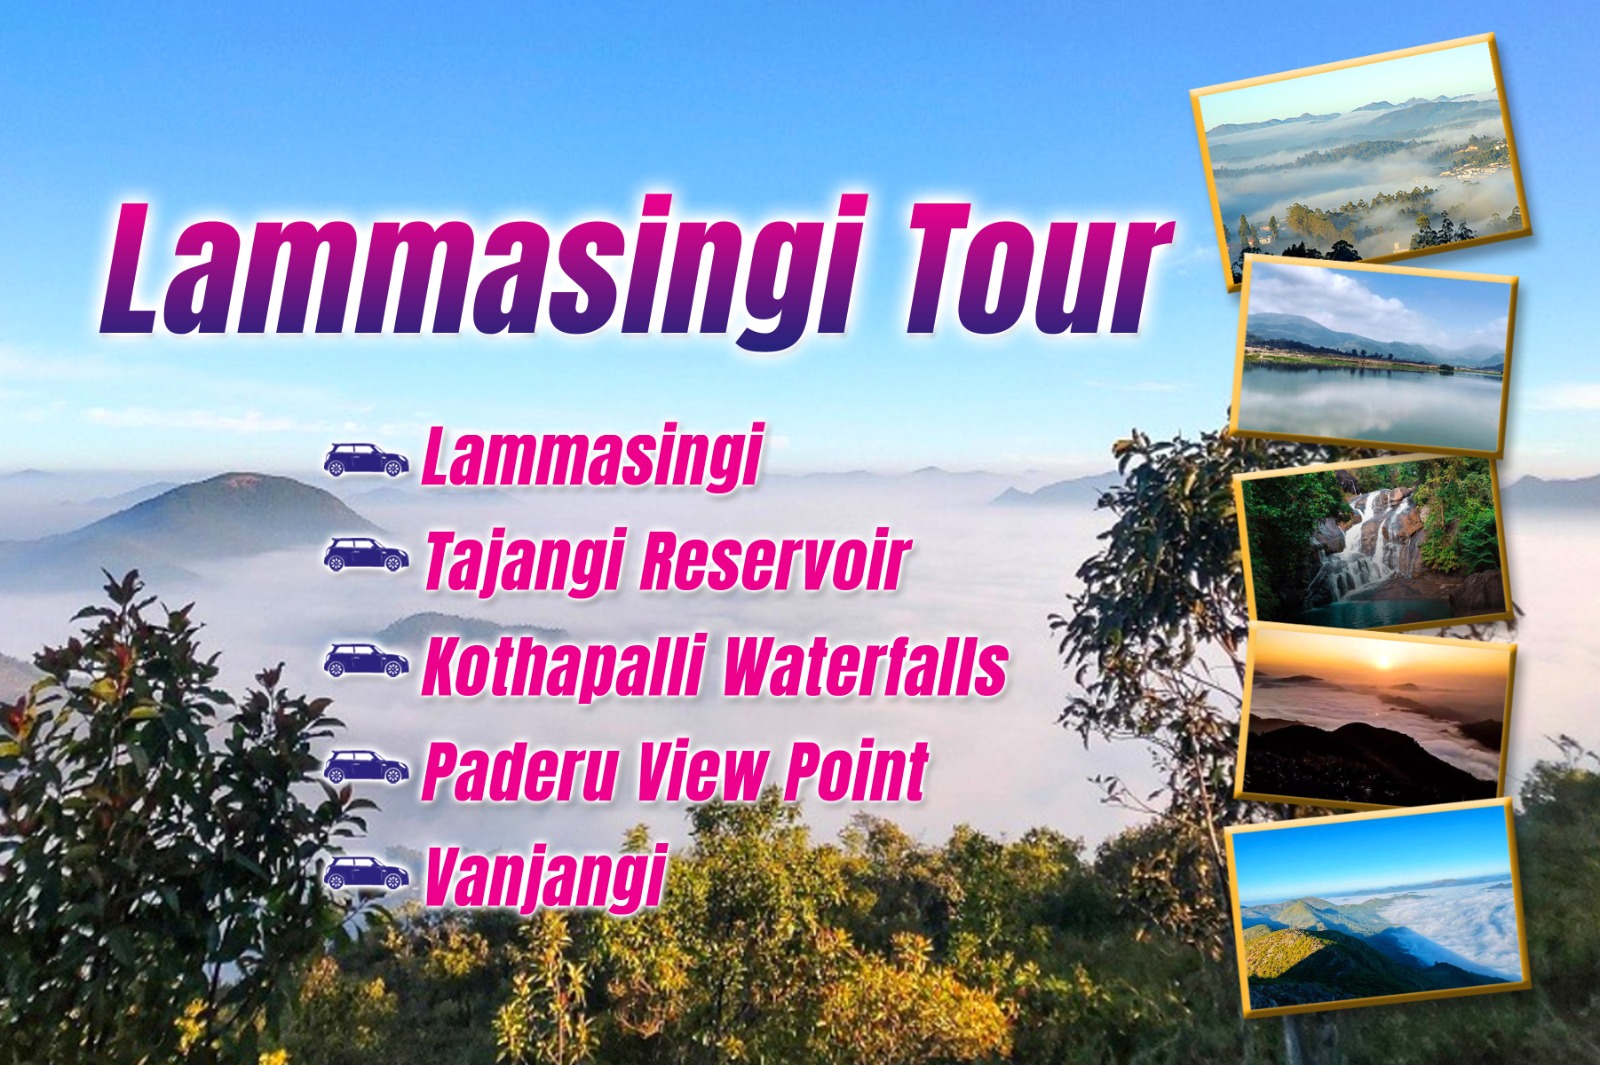 Lammasingi Tour
Lammasingi
Tajangi Reservoir
Kothapalli Waterfalls
Paderu View Point
Vanjangi